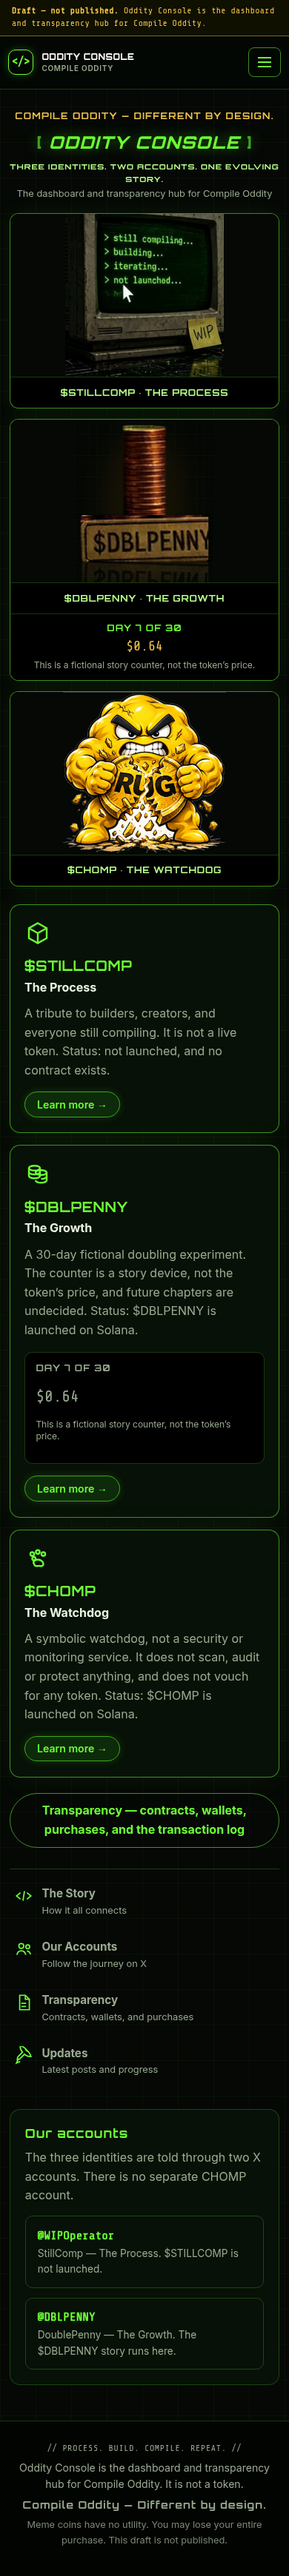 Draft — not published. Oddity Console is the dashboard
and transparency hub for Compile Oddity.
</>
ODDITY CONSOLE
COMPILE ODDITY
COMPILE ODDITY — DIFFERENT BY DESIGN.
[ ODDITY CONSOLE ]
THREE IDENTITIES. TWO ACCOUNTS. ONE EVOLVING
STORY.
The dashboard and transparency hub for Compile Oddity
> still compiling...
> building...
> iterating...
> not launched...
WIP
$STILLCOMP · THE PROCESS
$DBLPENNY
$DBLPENNY · THE GROWTH
DAY 7 OF 30
$0.64
This is a fictional story counter, not the token’s price.
RUG
$CHOMP · THE WATCHDOG
$STILLCOMP
The Process
A tribute to builders, creators, and
everyone still compiling. It is not a live
token. Status: not launched, and no
contract exists.
Learn more →
$DBLPENNY
The Growth
A 30-day fictional doubling experiment.
The counter is a story device, not the
token’s price, and future chapters are
undecided. Status: $DBLPENNY is
launched on Solana.
DAY 7 OF 30
$0.64
This is a fictional story counter, not the token’s
price.
Learn more →
$CHOMP
The Watchdog
A symbolic watchdog, not a security or
monitoring service. It does not scan, audit
or protect anything, and does not vouch
for any token. Status: $CHOMP is
launched on Solana.
Learn more →
Transparency — contracts, wallets,
purchases, and the transaction log
</> The Story
How it all connects
Our Accounts
Follow the journey on X
Transparency
Contracts, wallets, and purchases
Updates
Latest posts and progress
Our accounts
The three identities are told through two X
accounts. There is no separate CHOMP
account.
@WIPOperator
StillComp — The Process. $STILLCOMP is
not launched.
@DBLPENNY
DoublePenny — The Growth. The
$DBLPENNY story runs here.
// PROCESS. BUILD. COMPILE. REPEAT. //
Oddity Console is the dashboard and transparency
hub for Compile Oddity. It is not a token.
Compile Oddity — Different by design.
Meme coins have no utility. You may lose your entire
purchase. This draft is not published.